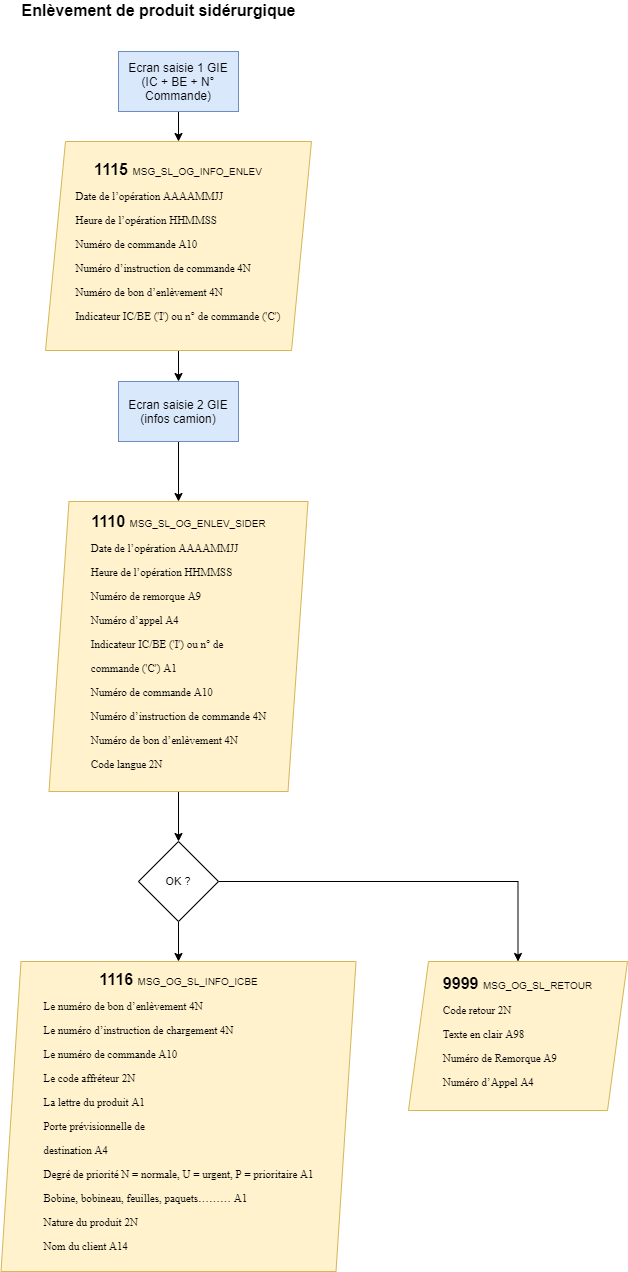 Enlèvement de produit sidérurgique
Ecran saisie 1 GIE
(IC + BE + N°
Commande)
1115 MSG_SL_OG_INFO_ENLEV
Date de l’opération AAAAMMJJ
Heure de l’opération HHMMSS
Numéro de commande A10
Numéro d’instruction de commande 4N
Numéro de bon d’enlèvement 4N
Indicateur IC/BE ('I') ou n° de commande ('C')
Ecran saisie 2 GIE
(infos camion)
1110 MSG_SL_OG_ENLEV_SIDER
Date de l’opération AAAAMMJJ
Heure de l’opération HHMMSS
Numéro de remorque A9
Numéro d’appel A4
Indicateur IC/BE ('I') ou n° de
commande ('C') A1
Numéro de commande A10
Numéro d’instruction de commande 4N
Numéro de bon d’enlèvement 4N
Code langue 2N
OK ?
1116 MSG_OG_SL_INFO_ICBE
Le numéro de bon d’enlèvement 4N
Le numéro d’instruction de chargement 4N
Le numéro de commande A10
Le code affréteur 2N
La lettre du produit A1
Porte prévisionnelle de
destination A4
Degré de priorité N = normale, U = urgent, P = prioritaire A1
Bobine, bobineau, feuilles, paquets……… A1
Nature du produit 2N
Nom du client A14
9999 MSG_OG_SL_RETOUR
Code retour 2N
Texte en clair A98
Numéro de Remorque A9
Numéro d’Appel A4